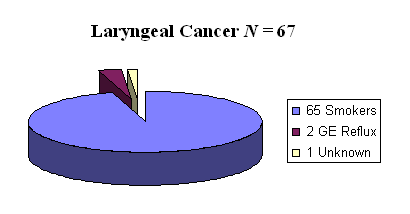 Laryngeal Cancer N = 67
65 Smokers
2 GE Reflux
1 Unknown